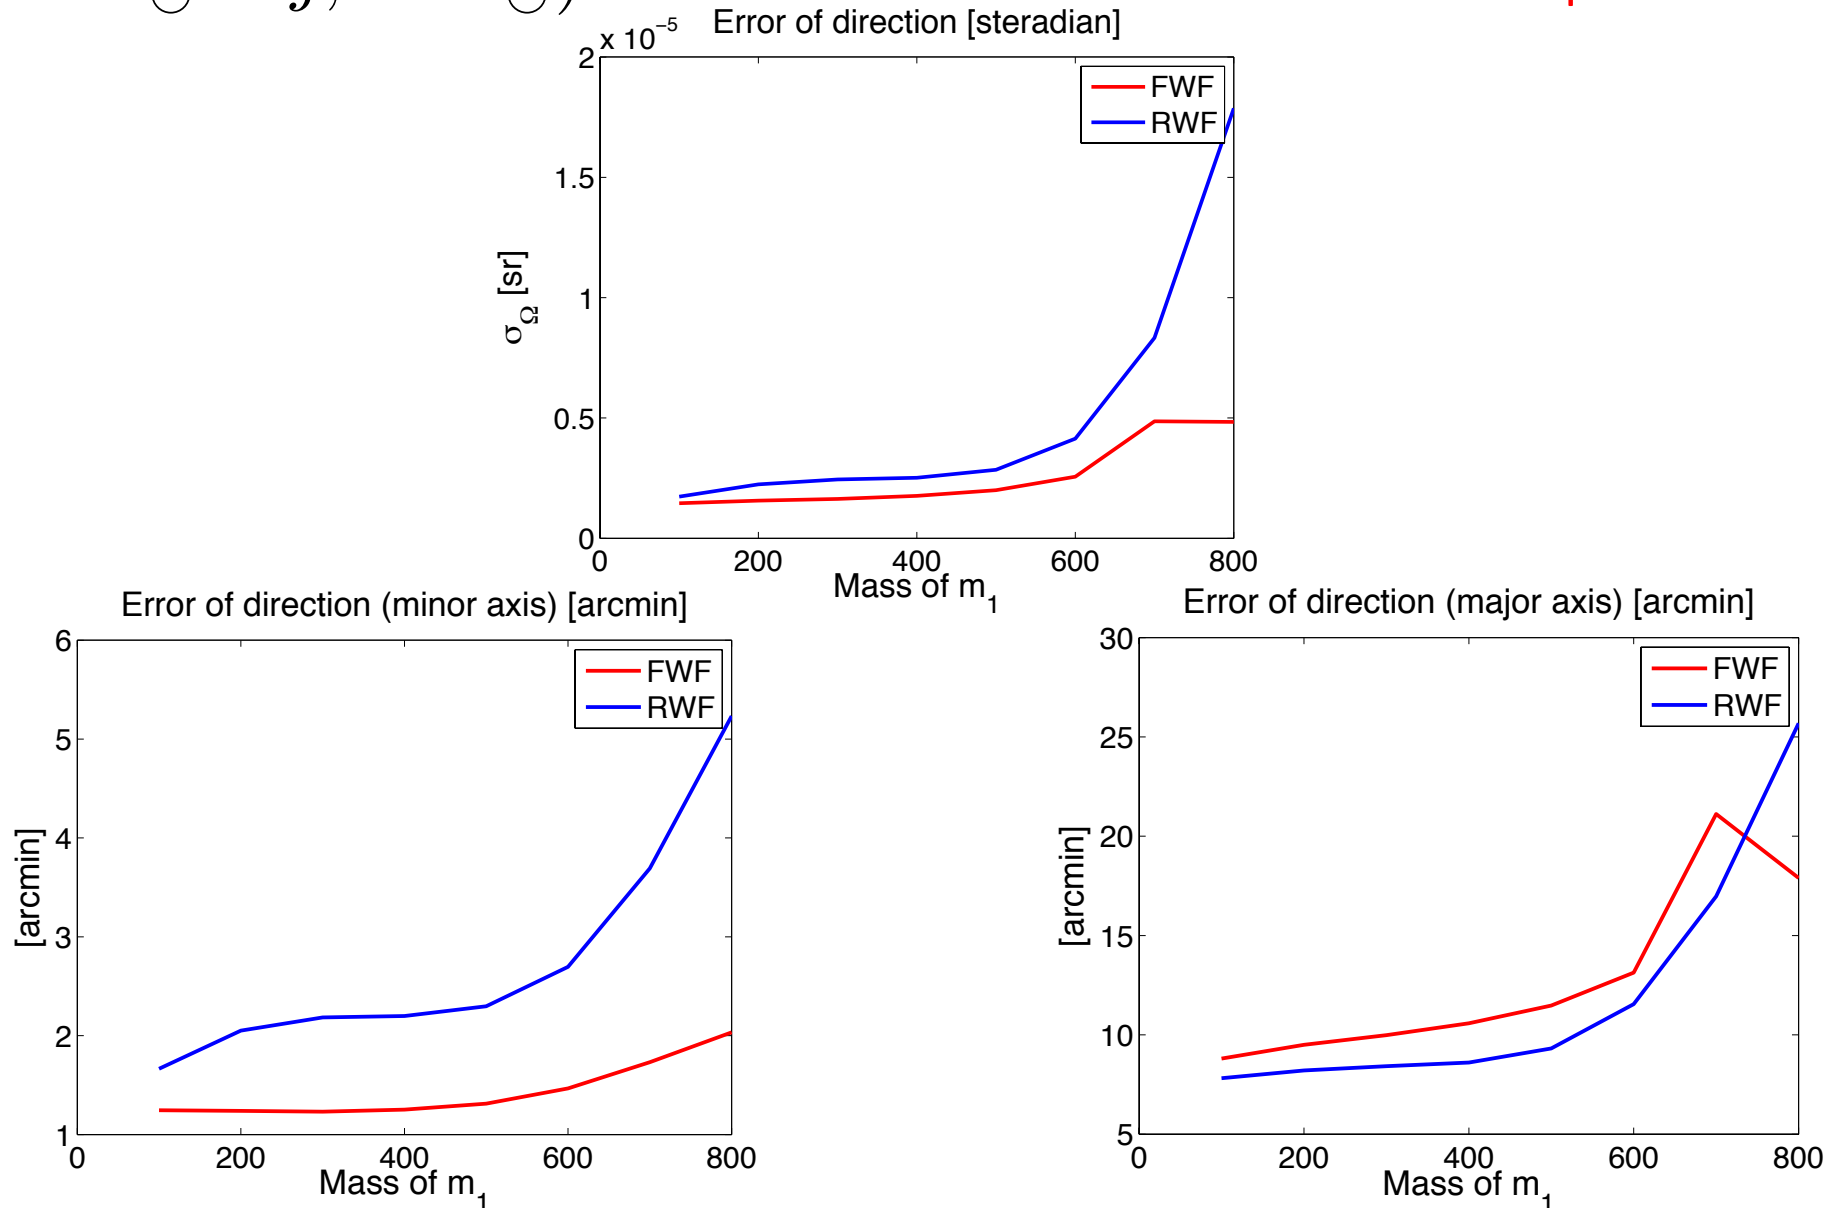 Error of direction [steradian]
x 10⁻⁵
2
1.5
1
0.5
0
σ_Ω [sr]
FWF
RWF
0 200 400 600 800
Mass of m₁
Error of direction (minor axis) [arcmin]
6
5
4
3
2
1
[arcmin]
FWF
RWF
0 200 400 600 800
Mass of m₁
Error of direction (major axis) [arcmin]
30
25
20
15
10
5
[arcmin]
FWF
RWF
0 200 400 600 800
Mass of m₁